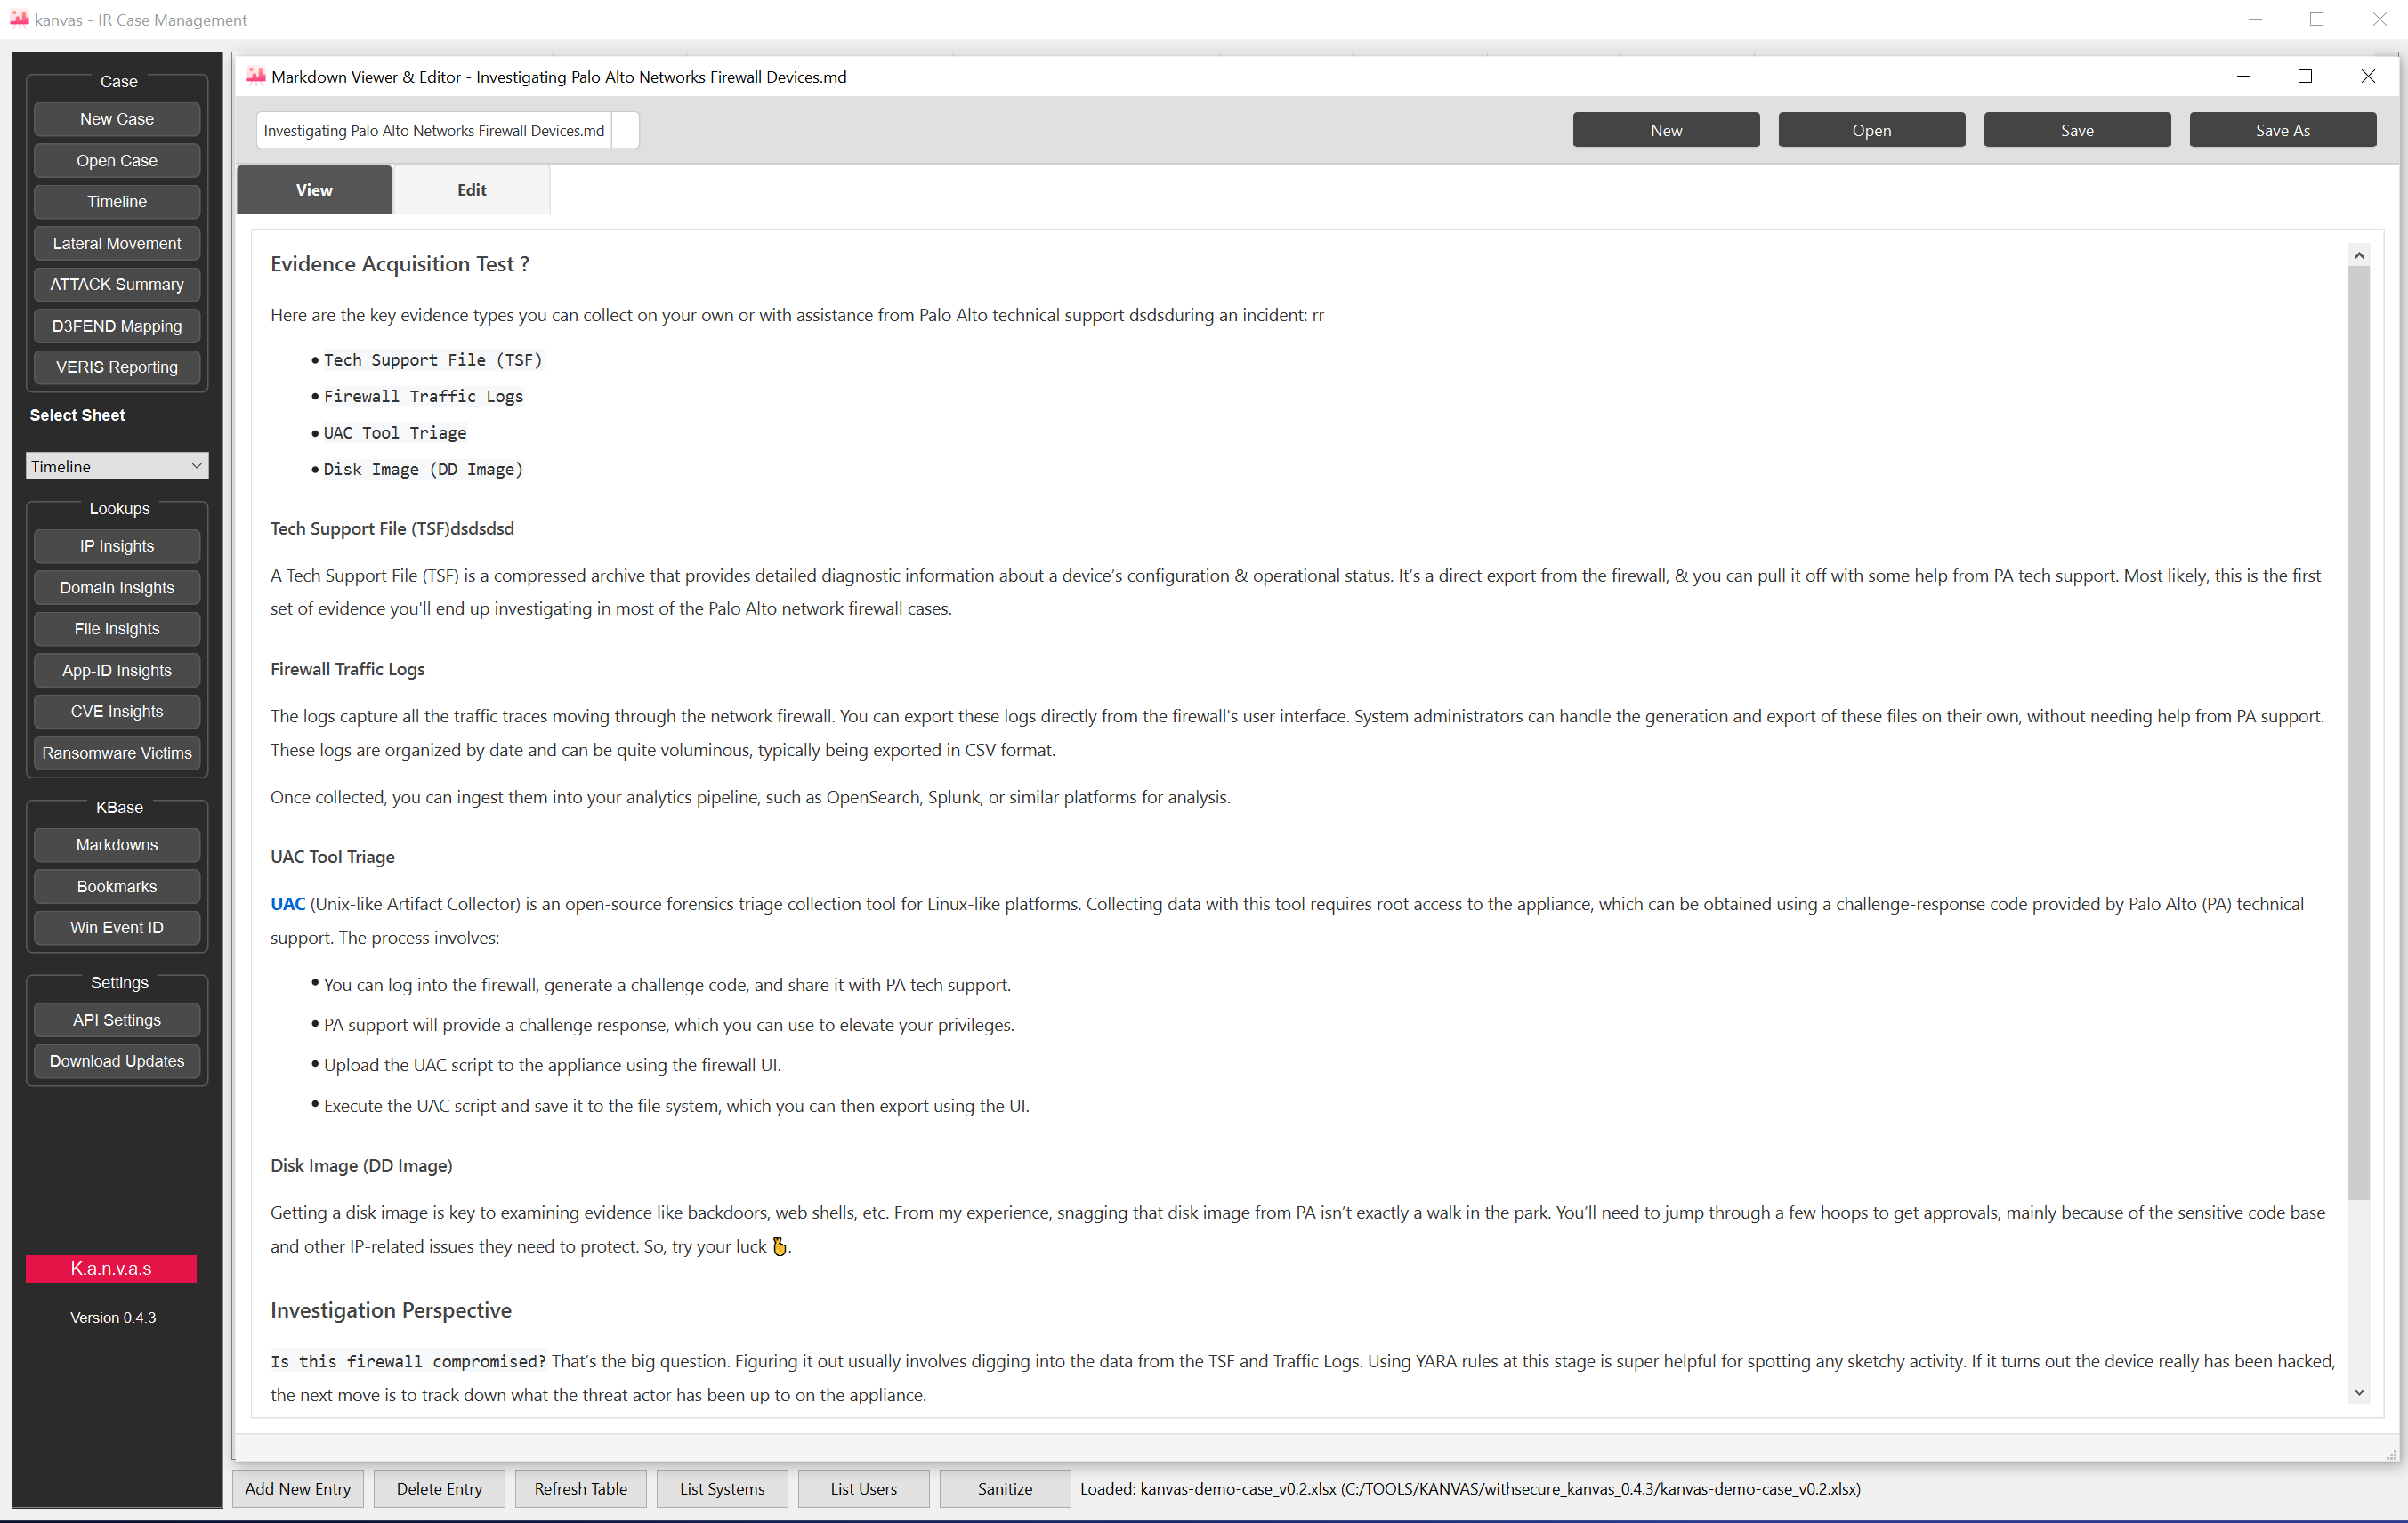 kanvas - IR Case Management
Case
New Case
Open Case
Timeline
Lateral Movement
ATTACK Summary
D3FEND Mapping
VERIS Reporting
Select Sheet
Timeline
Lookups
IP Insights
Domain Insights
File Insights
App-ID Insights
CVE Insights
Ransomware Victims
KBase
Markdowns
Bookmarks
Win Event ID
Settings
API Settings
Download Updates
K.a.n.v.a.s
Version 0.4.3
Markdown Viewer & Editor - Investigating Palo Alto Networks Firewall Devices.md
Investigating Palo Alto Networks Firewall Devices.md
New
Open
Save
Save As
View
Edit
Evidence Acquisition Test ?
Here are the key evidence types you can collect on your own or with assistance from Palo Alto technical support dsdsduring an incident: rr
• Tech Support File (TSF)
• Firewall Traffic Logs
• UAC Tool Triage
• Disk Image (DD Image)
Tech Support File (TSF)dsdsdsd
A Tech Support File (TSF) is a compressed archive that provides detailed diagnostic information about a device’s configuration & operational status. It’s a direct export from the firewall, & you can pull it off with some help from PA tech support. Most likely, this is the first
set of evidence you'll end up investigating in most of the Palo Alto network firewall cases.
Firewall Traffic Logs
The logs capture all the traffic traces moving through the network firewall. You can export these logs directly from the firewall's user interface. System administrators can handle the generation and export of these files on their own, without needing help from PA support.
These logs are organized by date and can be quite voluminous, typically being exported in CSV format.
Once collected, you can ingest them into your analytics pipeline, such as OpenSearch, Splunk, or similar platforms for analysis.
UAC Tool Triage
UAC (Unix-like Artifact Collector) is an open-source forensics triage collection tool for Linux-like platforms. Collecting data with this tool requires root access to the appliance, which can be obtained using a challenge-response code provided by Palo Alto (PA) technical
support. The process involves:
• You can log into the firewall, generate a challenge code, and share it with PA tech support.
• PA support will provide a challenge response, which you can use to elevate your privileges.
• Upload the UAC script to the appliance using the firewall UI.
• Execute the UAC script and save it to the file system, which you can then export using the UI.
Disk Image (DD Image)
Getting a disk image is key to examining evidence like backdoors, web shells, etc. From my experience, snagging that disk image from PA isn’t exactly a walk in the park. You’ll need to jump through a few hoops to get approvals, mainly because of the sensitive code base
and other IP-related issues they need to protect. So, try your luck 🫰.
Investigation Perspective
Is this firewall compromised? That’s the big question. Figuring it out usually involves digging into the data from the TSF and Traffic Logs. Using YARA rules at this stage is super helpful for spotting any sketchy activity. If it turns out the device really has been hacked,
the next move is to track down what the threat actor has been up to on the appliance.
Add New Entry
Delete Entry
Refresh Table
List Systems
List Users
Sanitize
Loaded: kanvas-demo-case_v0.2.xlsx (C:/TOOLS/KANVAS/withsecure_kanvas_0.4.3/kanvas-demo-case_v0.2.xlsx)